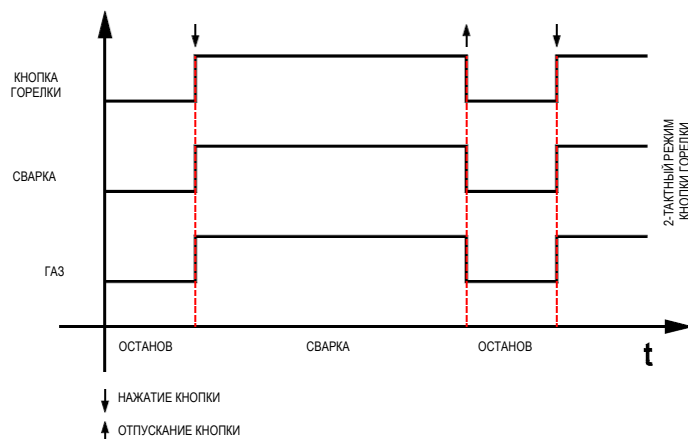 КНОПКА
ГОРЕЛКИ
СВАРКА
ГАЗ
2-ТАКТНЫЙ РЕЖИМ
КНОПКИ ГОРЕЛКИ
ОСТАНОВ
СВАРКА
ОСТАНОВ
t
НАЖАТИЕ КНОПКИ
ОТПУСКАНИЕ КНОПКИ